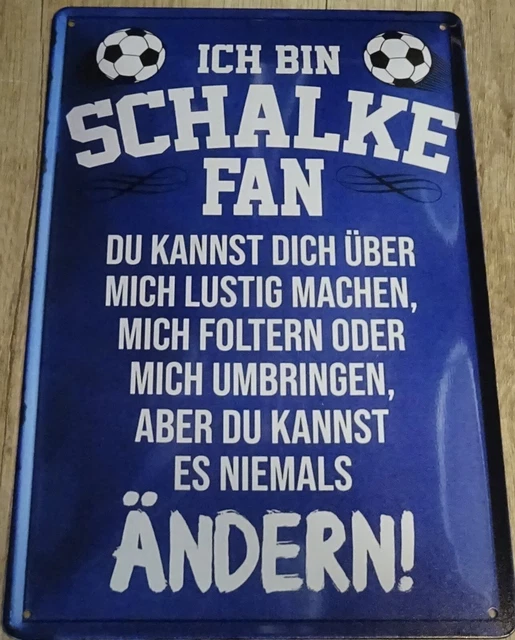 ICH BIN
SCHALKE
FAN
DU KANNST DICH ÜBER
MICH LUSTIG MACHEN,
MICH FOLTERN ODER
MICH UMBRINGEN,
ABER DU KANNST
ES NIEMALS
ÄNDERN!